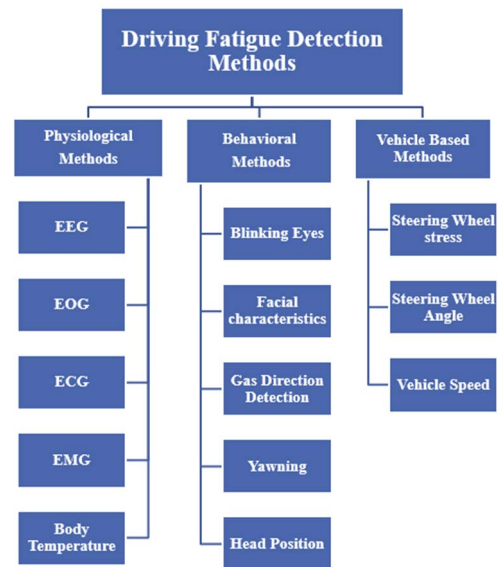 Driving Fatigue Detection
Methods
Physiological
Methods
EEG
EOG
ECG
EMG
Body
Temperature
Behavioral
Methods
Blinking Eyes
Facial
characteristics
Gas Direction
Detection
Yawning
Head Position
Vehicle Based
Methods
Steering Wheel
stress
Steering Wheel
Angle
Vehicle Speed